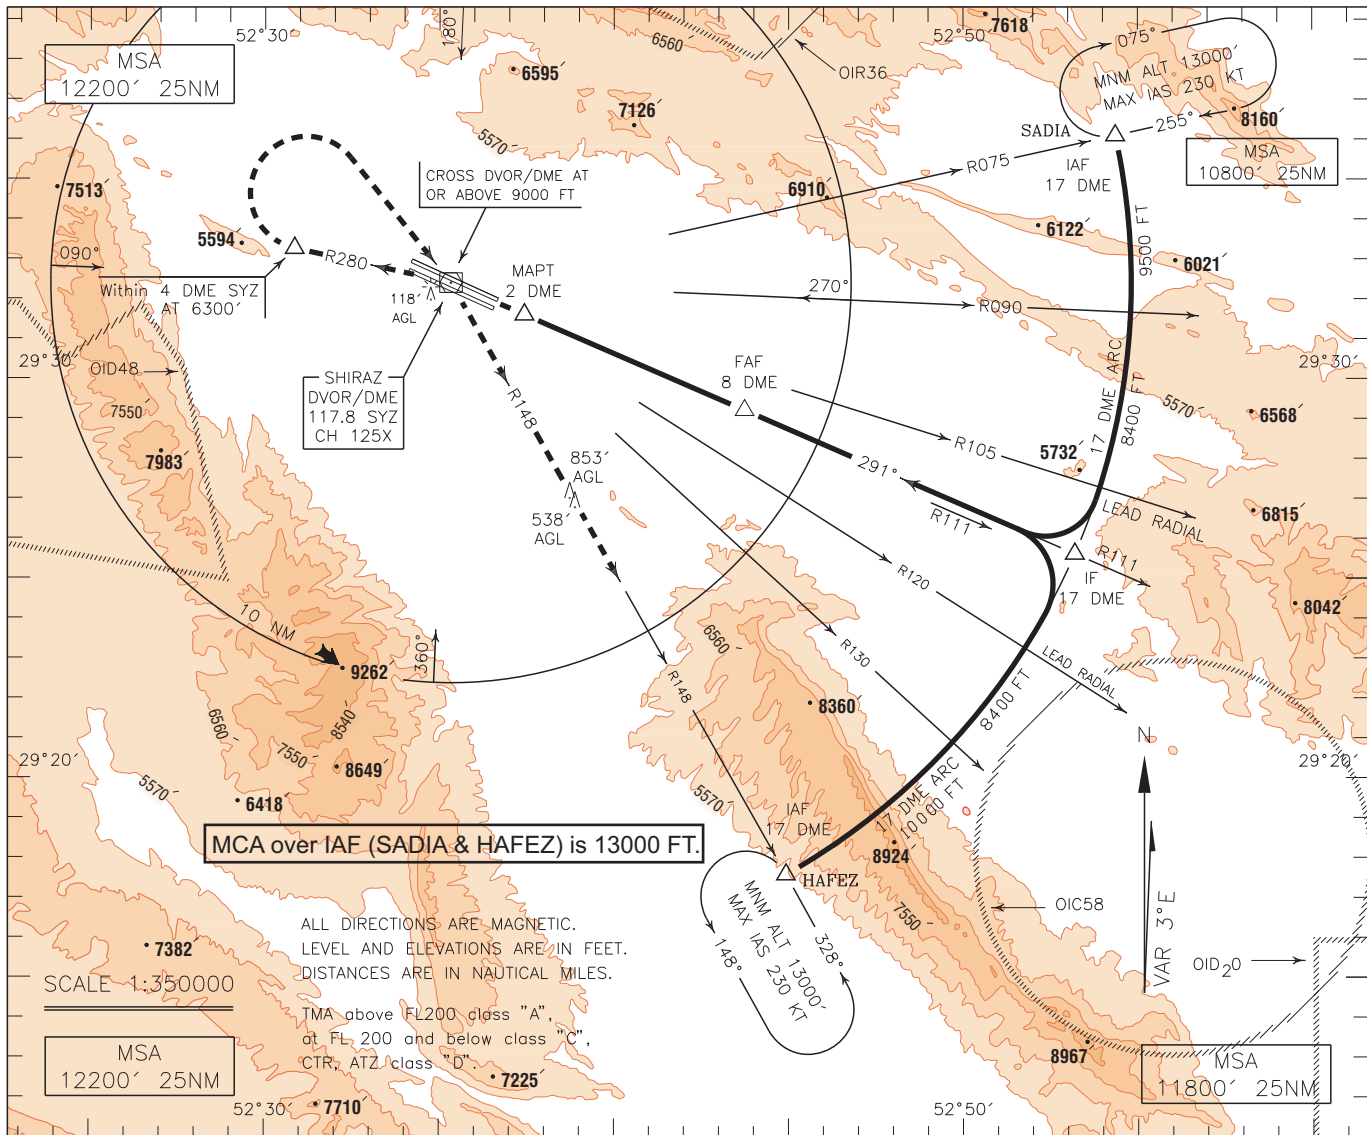 52°30′
180°
6560
52°50′
7618
075°
MSA
12200′ 25NM
6595
OIR36
MNM ALT 13000′
MAX IAS 230 KT
7126
8160
255°
SADIA
5570
MSA
10800′ 25NM
R075
IAF
17 DME
CROSS DVOR/DME AT
OR ABOVE 9000 FT
7513
6910
6122
9500 FT
5594
090°
R280
MAPT
2 DME
6021
Within 4 DME SYZ
AT 6300′
118′
AGL
270°
R090
29°30′
OID48
SHIRAZ
DVOR/DME
117.8 SYZ
CH 125X
FAF
8 DME
29°30′
17 DME ARC
8400 FT
7550
R148
5570
6568
7983
R105
5732
853′
AGL
291°
LEAD RADIAL
6815
538′
AGL
R111
R111
IF
17 DME
R120
8042
10 NM
360°
9262
6560
R130
LEAD RADIAL
R148
6560
8540
8360
8400 FT
N
7550
29°20′
8649
29°20′
5570
6418
5570
17 DME ARC
10000 FT
IAF
17 DME
MCA over IAF (SADIA & HAFEZ) is 13000 FT.
8924
HAFEZ
MNM ALT 13000′
MAX IAS 230 KT
148°
328°
7550
OIC58
VAR 3°E
ALL DIRECTIONS ARE MAGNETIC.
LEVEL AND ELEVATIONS ARE IN FEET.
DISTANCES ARE IN NAUTICAL MILES.
7382
SCALE 1:350000
OID20
TMA above FL200 class "A",
at FL 200 and below class "C",
CTR, ATZ class "D".
MSA
12200′ 25NM
7225
8967
MSA
11800′ 25NM
52°30′
7710
52°50′